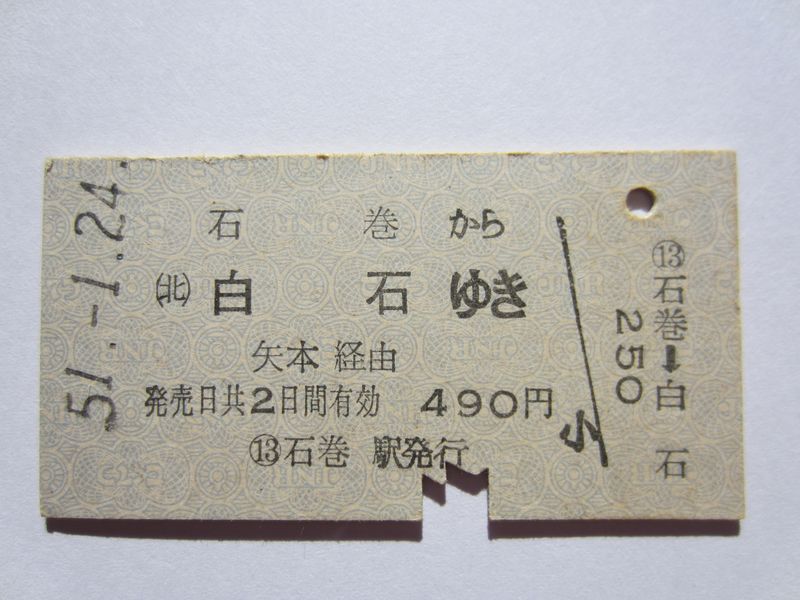 51.-1.24.
石巻から
㋤白石ゆき
矢本経由
発売日共2日間有効 490円
⑬石巻 駅発行
小
⑬石巻➡白石
250